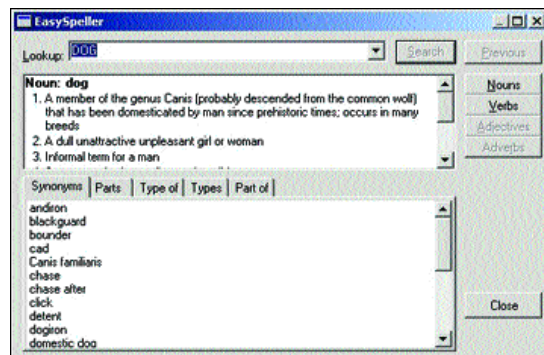 EasySpeller
Lookup: DOG
Search
Previous
Noun: dog
1. A member of the genus Canis (probably descended from the common wolf)
that has been domesticated by man since prehistoric times; occurs in many
breeds
2. A dull unattractive unpleasant girl or woman
3. Informal term for a man
Nouns
Verbs
Adjectives
Adverbs
Synonyms Parts Type of Types Part of
andiron
blackguard
bounder
cad
Canis familiaris
chase
chase after
click
detent
dogiron
domestic dog
Close